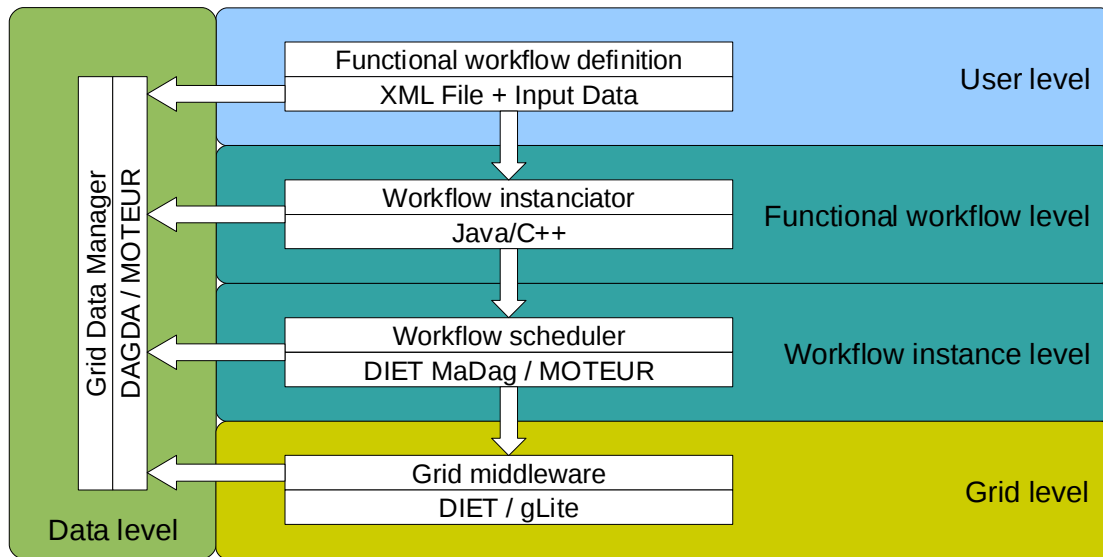 Functional workflow definition
XML File + Input Data
User level
Workflow instanciator
Java/C++
Functional workflow level
Workflow scheduler
DIET MaDag / MOTEUR
Workflow instance level
Grid middleware
DIET / gLite
Grid level
Grid Data Manager
DAGDA / MOTEUR
Data level